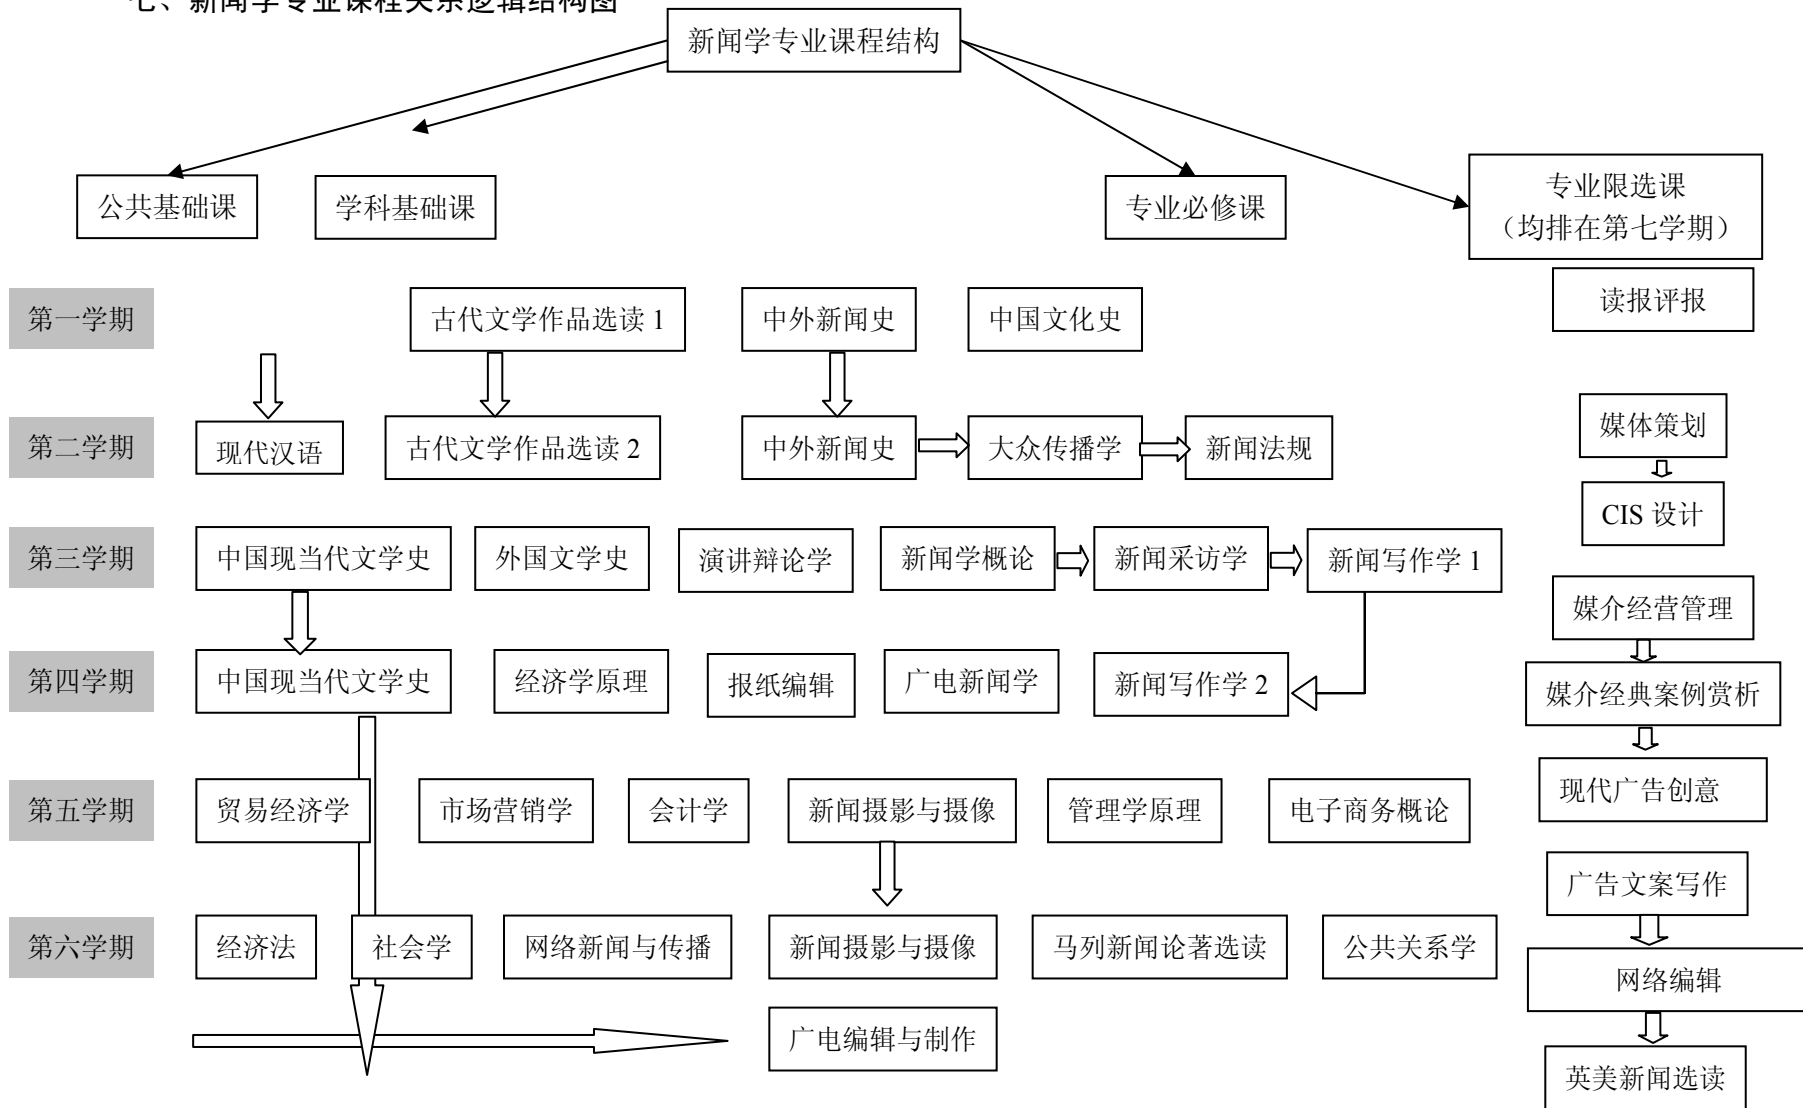 七、新闻学专业课程关系逻辑结构图
新闻学专业课程结构
公共基础课
学科基础课
专业必修课
专业限选课
（均排在第七学期）
第一学期
古代文学作品选读 1
中外新闻史
中国文化史
读报评报
第二学期
现代汉语
古代文学作品选读 2
中外新闻史
大众传播学
新闻法规
媒体策划
CIS 设计
第三学期
中国现当代文学史
外国文学史
演讲辩论学
新闻学概论
新闻采访学
新闻写作学 1
媒介经营管理
第四学期
中国现当代文学史
经济学原理
报纸编辑
广电新闻学
新闻写作学 2
媒介经典案例赏析
现代广告创意
第五学期
贸易经济学
市场营销学
会计学
新闻摄影与摄像
管理学原理
电子商务概论
广告文案写作
第六学期
经济法
社会学
网络新闻与传播
新闻摄影与摄像
马列新闻论著选读
公共关系学
网络编辑
广电编辑与制作
英美新闻选读